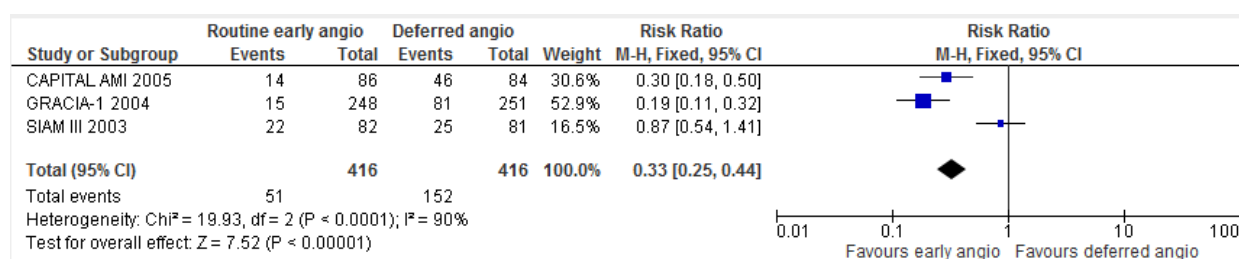 Routine early angio Deferred angio Risk Ratio Risk Ratio
Study or Subgroup Events Total Events Total Weight M-H, Fixed, 95% CI M-H, Fixed, 95% CI
CAPITAL AMI 2005 14 86 46 84 30.6% 0.30 [0.18, 0.50]
GRACIA-1 2004 15 248 81 251 52.9% 0.19 [0.11, 0.32]
SIAM III 2003 22 82 25 81 16.5% 0.87 [0.54, 1.41]
Total (95% CI) 416 416 100.0% 0.33 [0.25, 0.44]
Total events 51 152
Heterogeneity: Chi² = 19.93, df = 2 (P < 0.0001); I² = 90%
Test for overall effect: Z = 7.52 (P < 0.00001)
0.01 0.1 1 10 100
Favours early angio Favours deferred angio